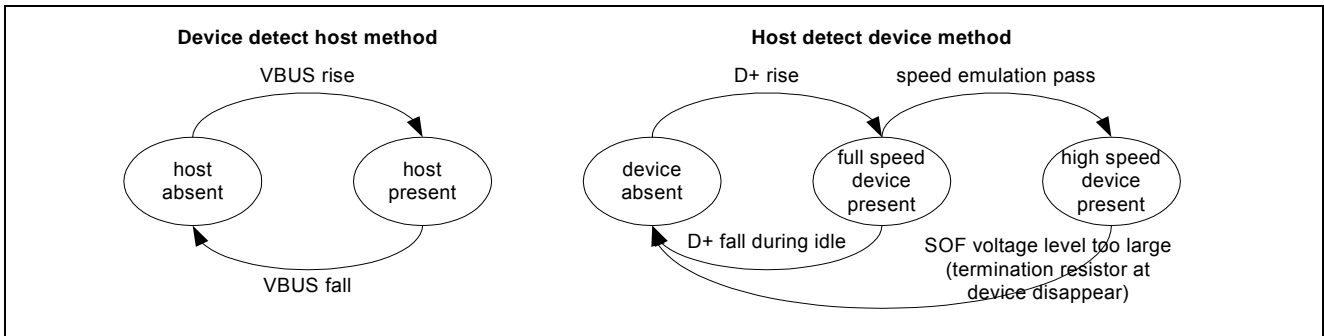 Device detect host method
VBUS rise
host
absent
host
present
VBUS fall
Host detect device method
D+ rise
speed emulation pass
device
absent
full speed
device
present
high speed
device
present
D+ fall during idle
SOF voltage level too large
(termination resistor at
device disappear)